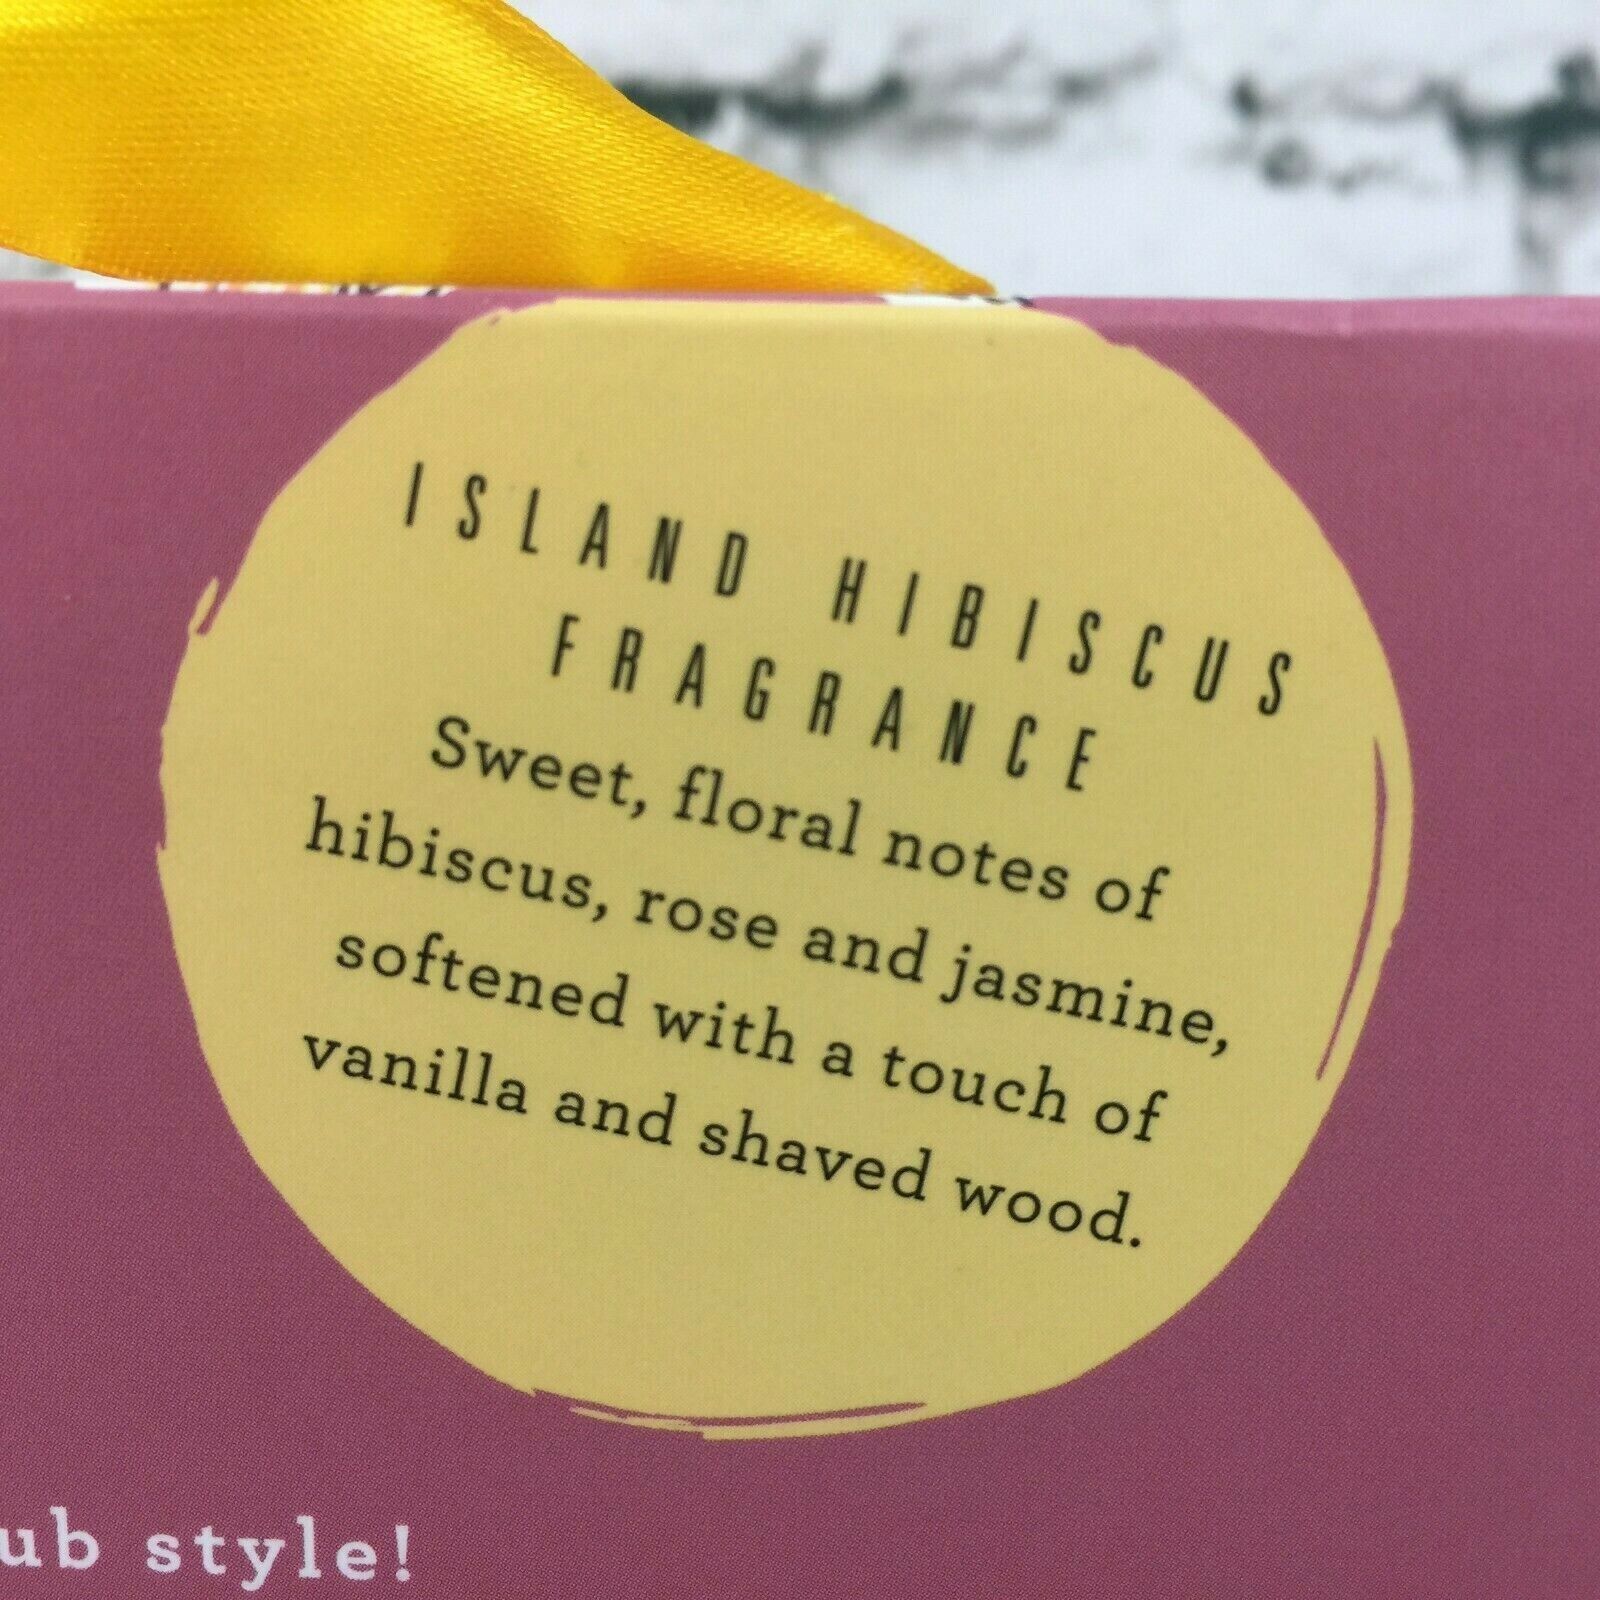 ISLAND HIBISCUS
FRAGRANCE
Sweet, floral notes of
hibiscus, rose and jasmine,
softened with a touch of
vanilla and shaved wood.
style!